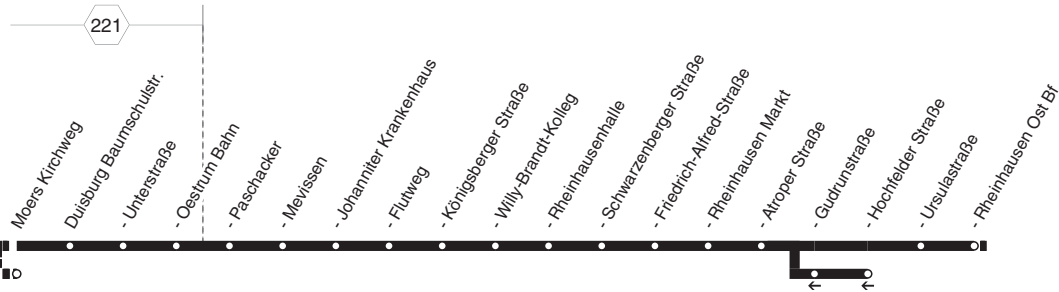 221
Moers Kirchweg
Duisburg Baumschulstr.
- Unterstraße
- Oestrum Bahn
- Paschacker
- Mevissen
- Johanniter Krankenhaus
- Flutweg
- Königsberger Straße
- Willy-Brandt-Kolleg
- Rheinhausenhalle
- Schwarzenberger Straße
- Friedrich-Alfred-Straße
- Rheinhausen Markt
- Atroper Straße
- Gudrunstraße
- Hochfelder Straße
- Ursulastraße
- Rheinhausen Ost Bf